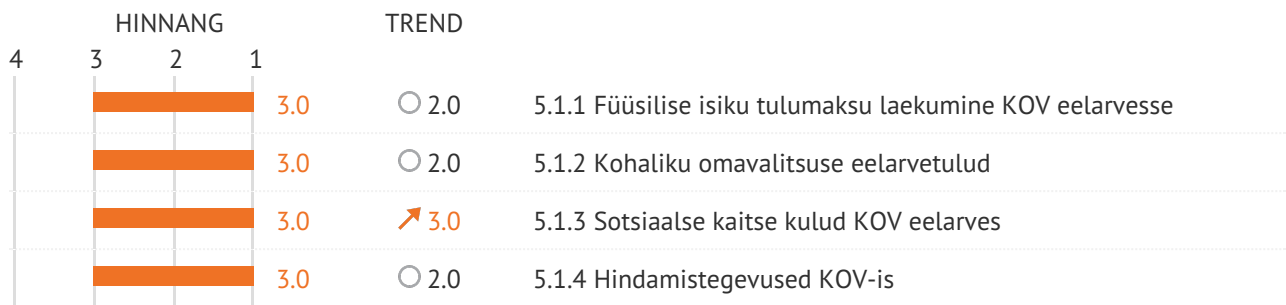 HINNANG TREND
4 3 2 1
3.0 2.0 5.1.1 Füüsilise isiku tulumaksu laekumine KOV eelarvesse
3.0 2.0 5.1.2 Kohaliku omavalitsuse eelarvetulud
3.0 3.0 5.1.3 Sotsiaalse kaitse kulud KOV eelarves
3.0 2.0 5.1.4 Hindamistegevused KOV-is